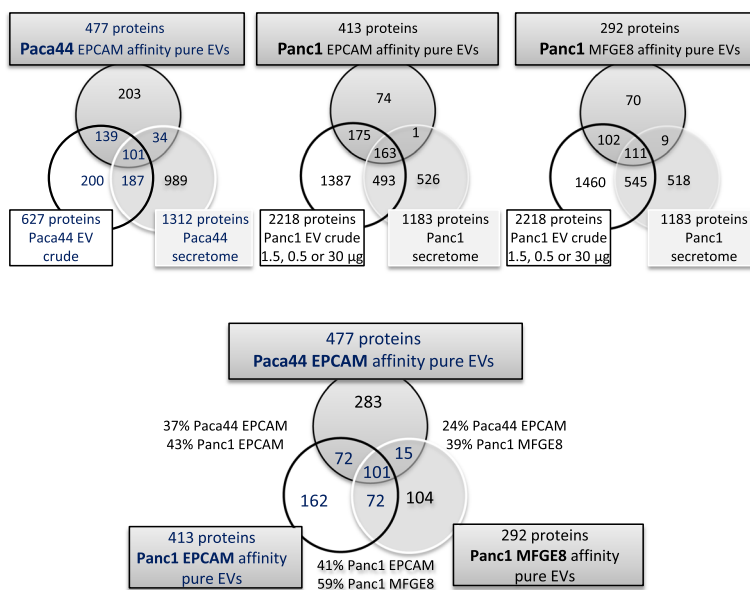 477 proteins
Paca44 EPCAM affinity pure EVs
203
139
34
101
200
187
989
627 proteins
Paca44 EV
crude
1312 proteins
Paca44
secretome
413 proteins
Panc1 EPCAM affinity pure EVs
74
175
1
163
1387
493
526
2218 proteins
Panc1 EV crude
1.5, 0.5 or 30 µg
1183 proteins
Panc1
secretome
292 proteins
Panc1 MFGE8 affinity pure EVs
70
102
9
111
1460
545
518
2218 proteins
Panc1 EV crude
1.5, 0.5 or 30 µg
1183 proteins
Panc1
secretome
477 proteins
Paca44 EPCAM affinity pure EVs
283
37% Paca44 EPCAM
43% Panc1 EPCAM
24% Paca44 EPCAM
39% Panc1 MFGE8
72
15
101
162
72
104
413 proteins
Panc1 EPCAM affinity
pure EVs
292 proteins
Panc1 MFGE8 affinity
pure EVs
41% Panc1 EPCAM
59% Panc1 MFGE8